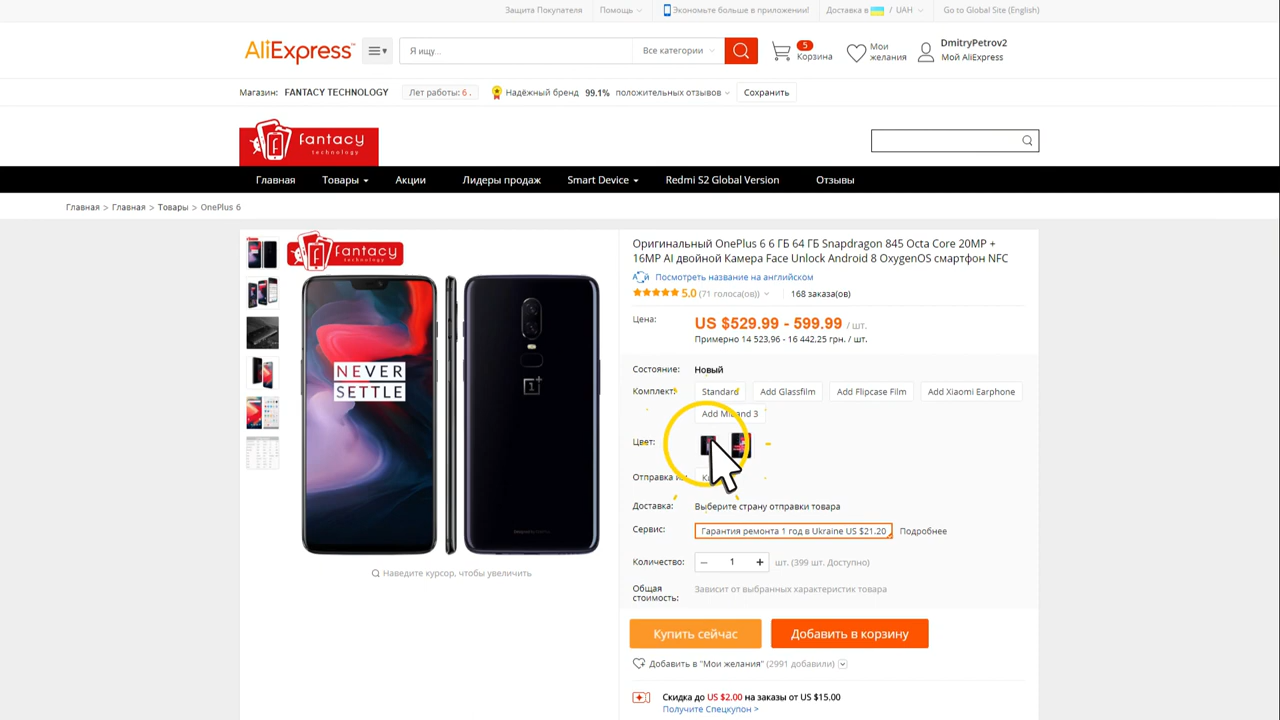 Защита Покупателя
Помощь
Экономьте больше в приложении!
Доставка в / UAH
Go to Global Site (English)
AliExpress™
Я ищу...
Все категории
5
Корзина
Мои желания
DmitryPetrov2
Мой AliExpress
Магазин: FANTACY TECHNOLOGY
Лет работы: 6 .
Надёжный бренд 99.1% положительных отзывов
Сохранить
fantacy
technology
Главная
Товары
Акции
Лидеры продаж
Smart Device
Redmi S2 Global Version
Отзывы
Главная > Главная > Товары > OnePlus 6
fantacy
technology
NEVER
SETTLE
Наведите курсор, чтобы увеличить
Оригинальный OnePlus 6 6 ГБ 64 ГБ Snapdragon 845 Octa Core 20MP +
16MP AI двойной Камера Face Unlock Android 8 OxygenOS смартфон NFC
Посмотреть название на английском
5.0 (71 голоса(ов))
168 заказа(ов)
Цена: US $529.99 - 599.99 / шт.
Примерно 14 523,96 - 16 442,25 грн. / шт.
Состояние: Новый
Комплект: Standard Add Glassfilm Add Flipcase Film Add Xiaomi Earphone
Add Miband 3
Цвет:
Отправка
Доставка: Выберите страну отправки товара
Сервис: Гарантия ремонта 1 год в Ukraine US $21.20 Подробнее
Количество: – 1 + шт. (399 шт. Доступно)
Общая стоимость: Зависит от выбранных характеристик товара
Купить сейчас
Добавить в корзину
Добавить в "Мои желания" (2991 добавили)
Скидка до US $2.00 на заказы от US $15.00
Получите Спецкупон >